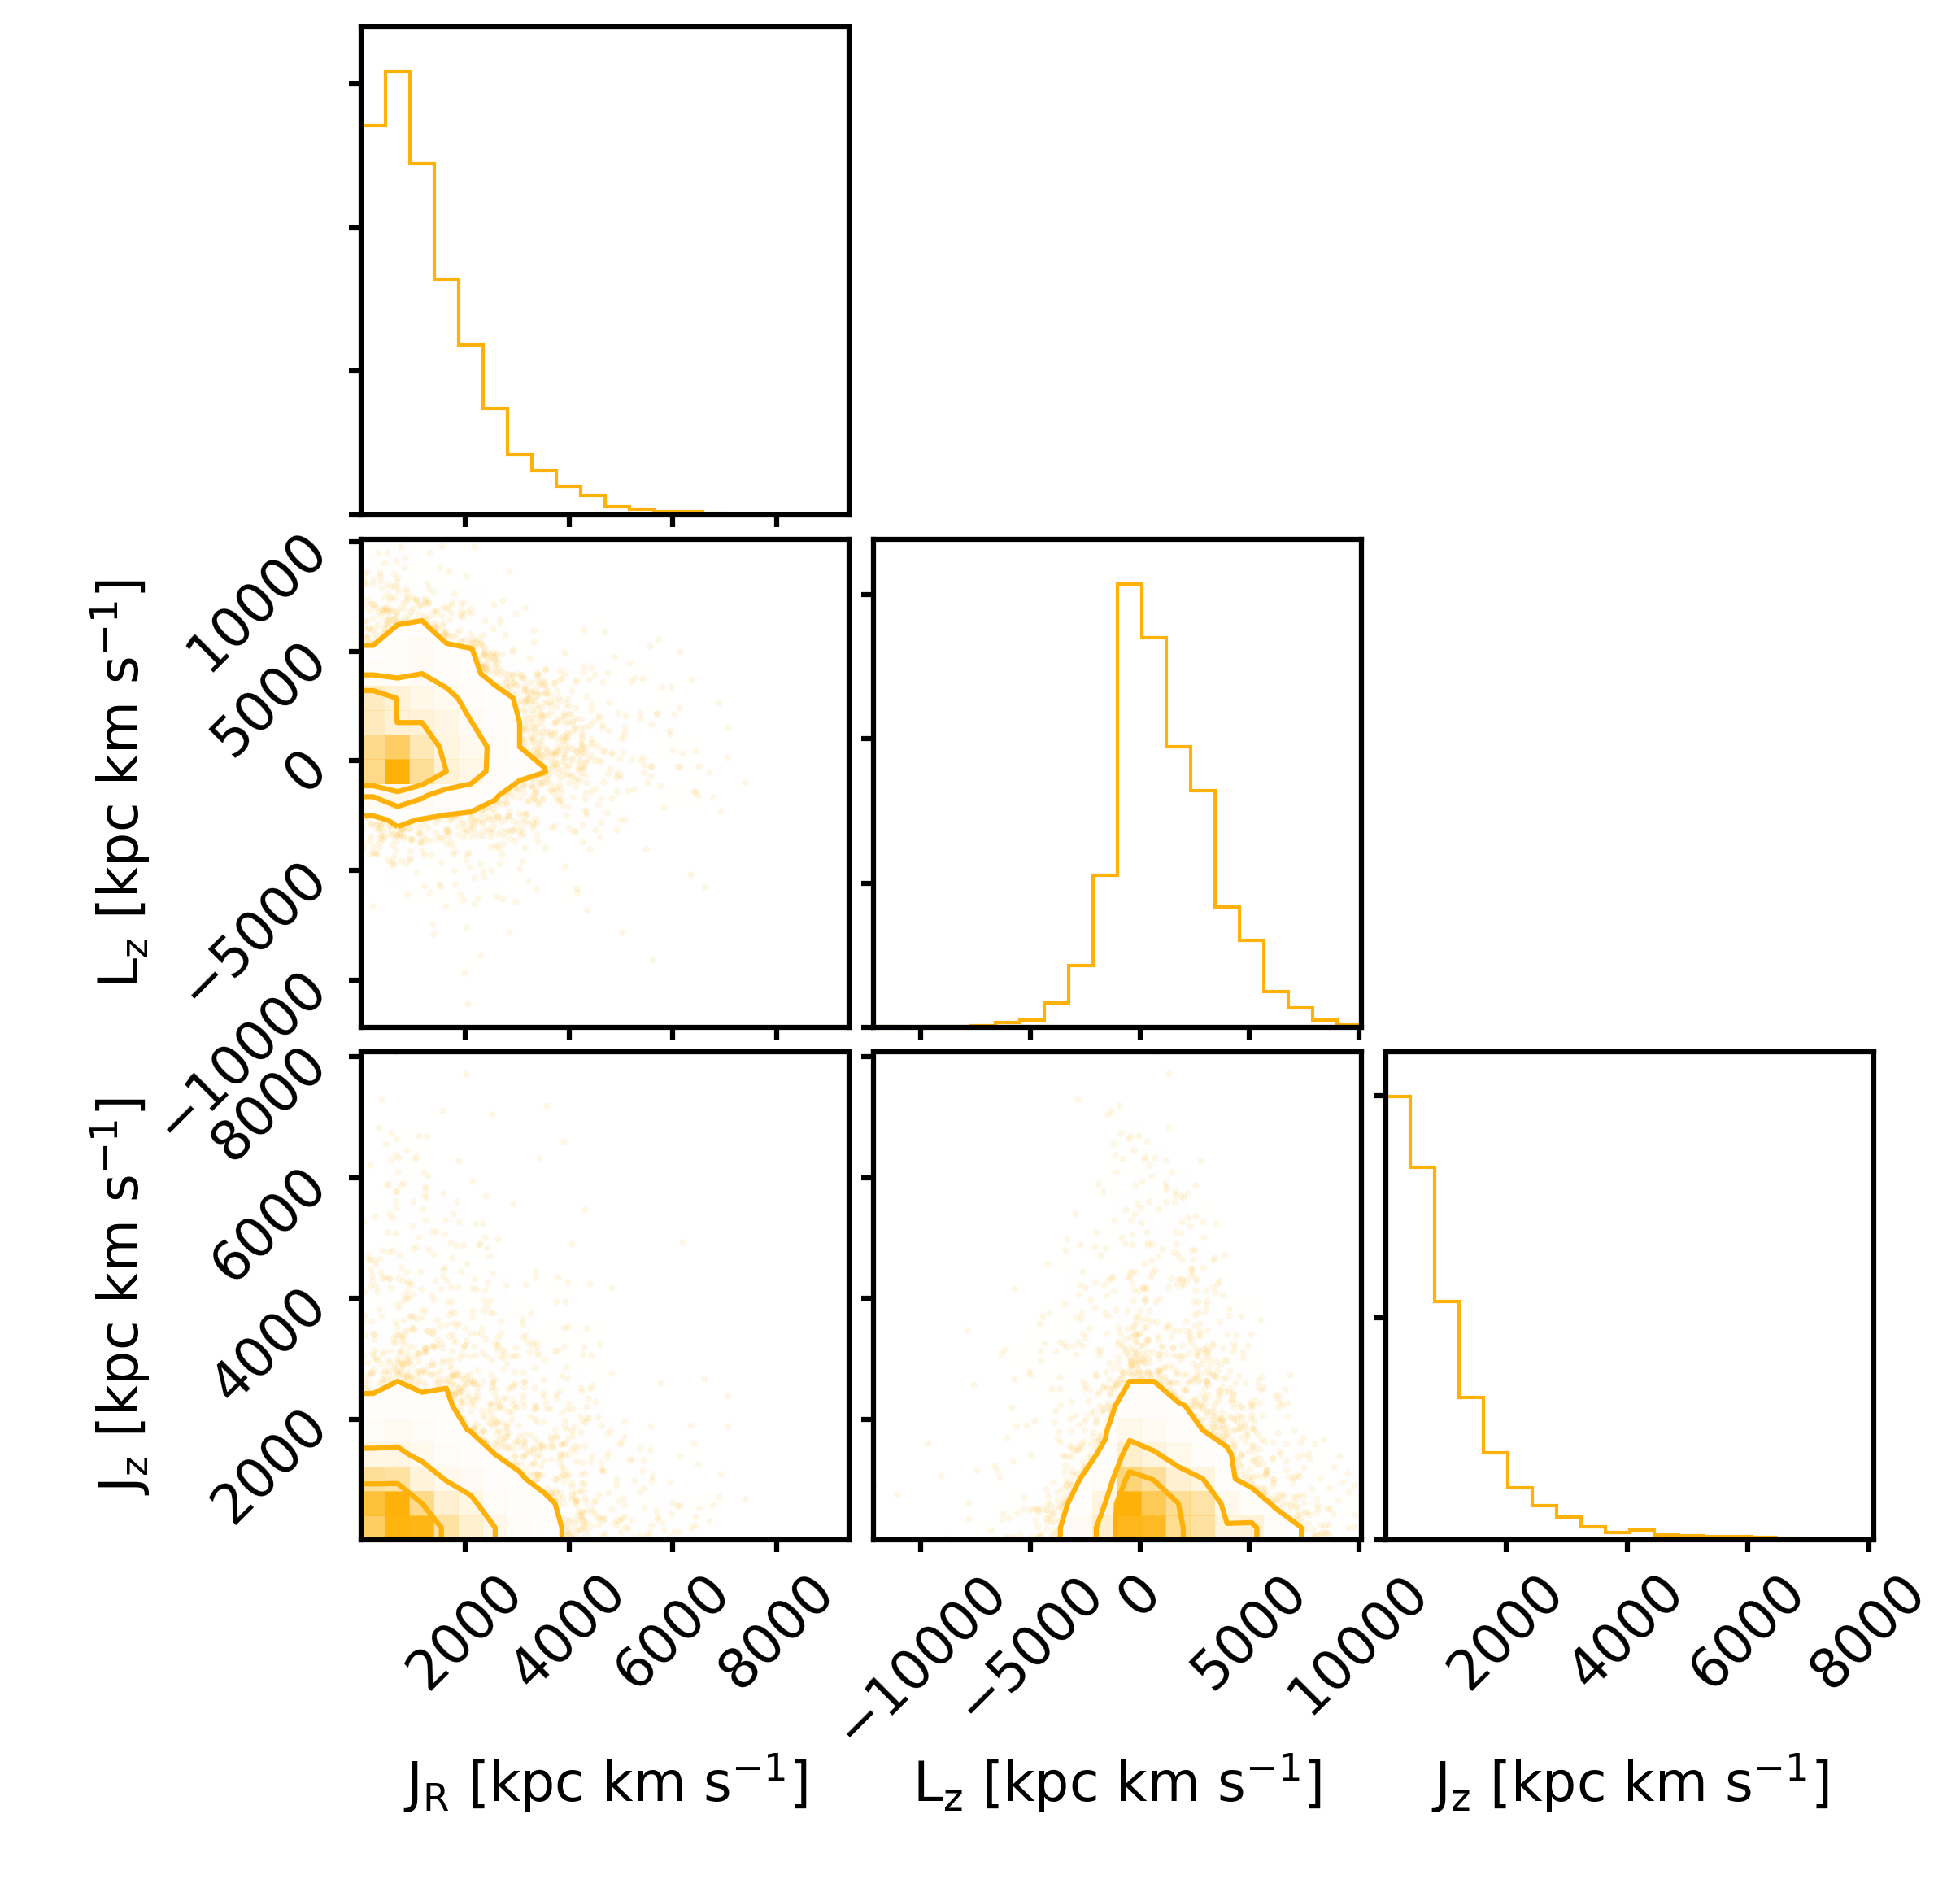 10000
5000
0
−5000
−10000
L_z [kpc km s⁻¹]
8000
6000
4000
2000
J_z [kpc km s⁻¹]
2000 4000 6000 8000
−10000 −5000 0 5000 10000
2000 4000 6000 8000
J_R [kpc km s⁻¹]
L_z [kpc km s⁻¹]
J_z [kpc km s⁻¹]